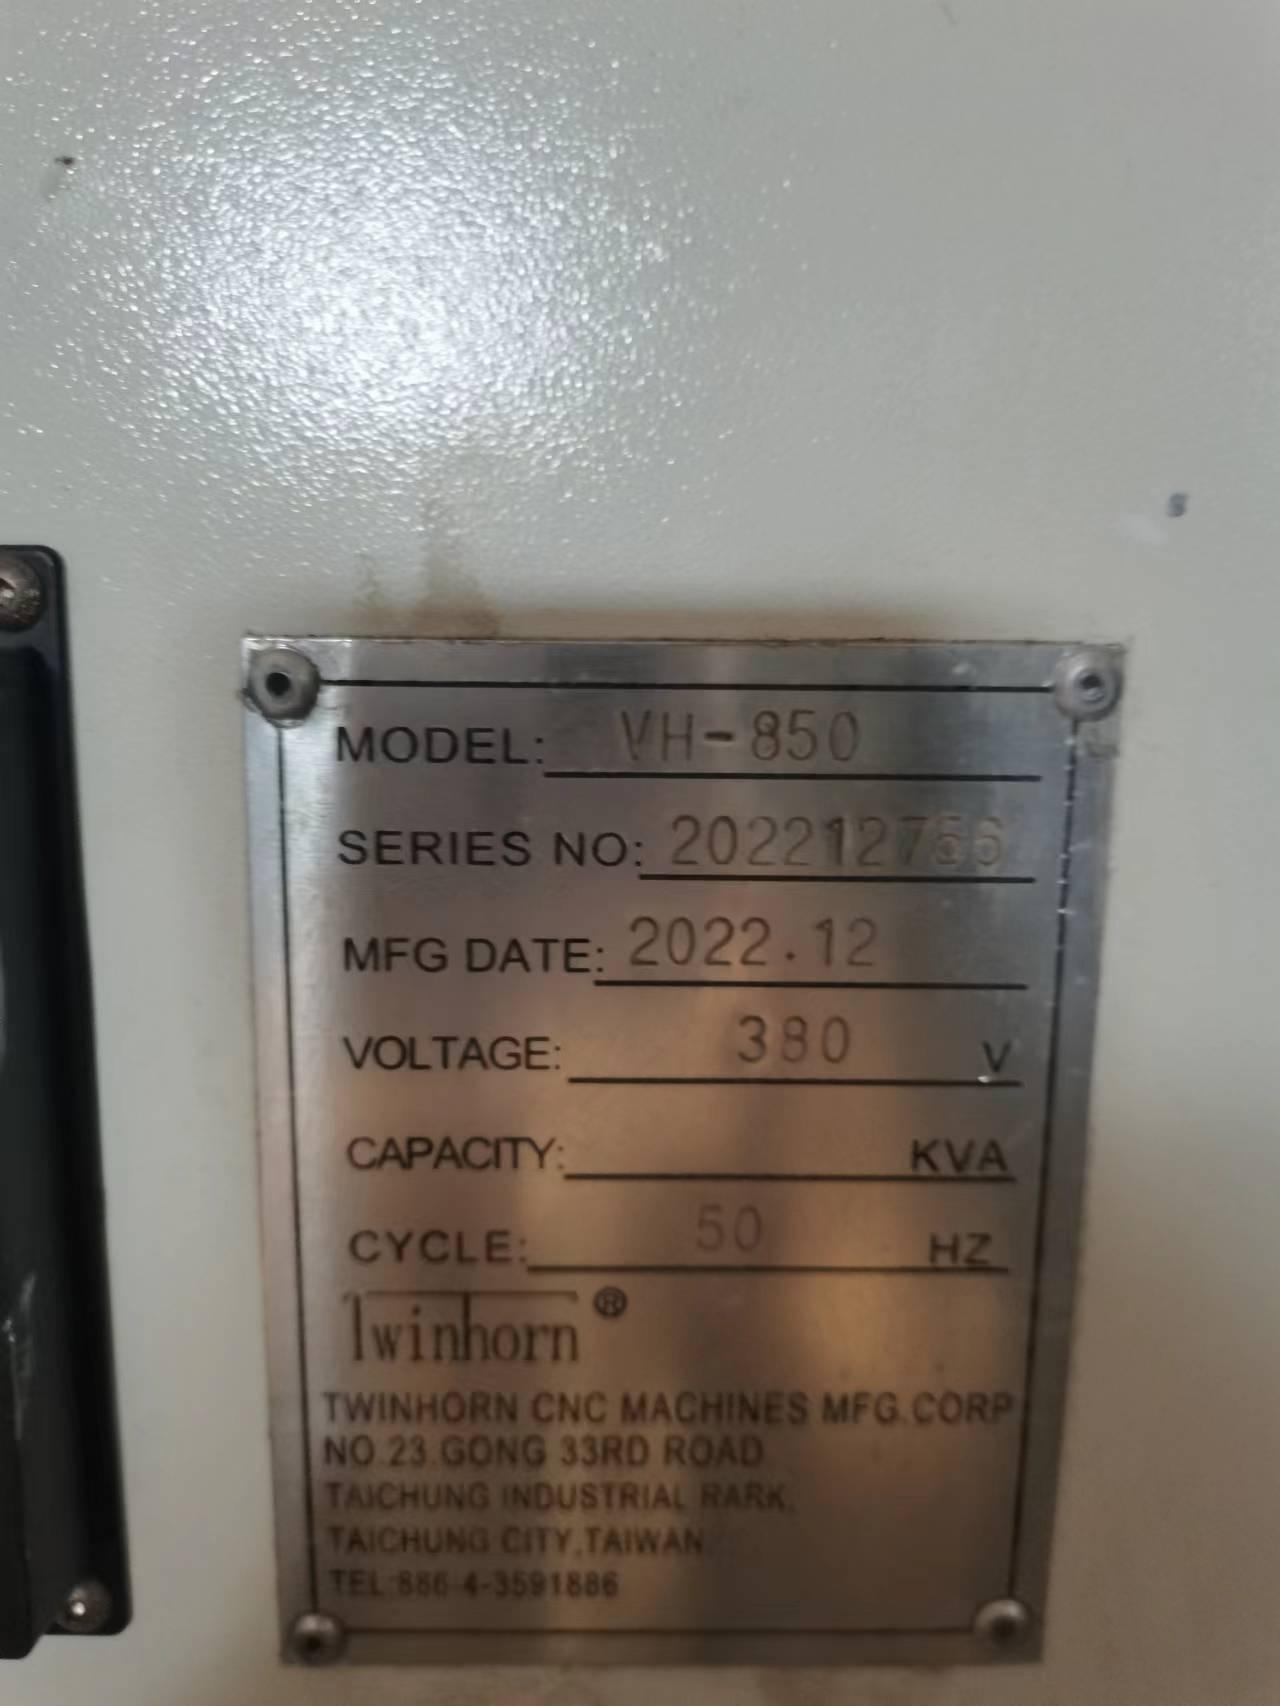 MODEL: VH-850
SERIES NO: 202212756
MFG DATE: 2022.12
VOLTAGE: 380 V
CAPACITY: KVA
CYCLE: 50 HZ
Twinhorn®
TWINHORN CNC MACHINES MFG.CORP
NO.23.GONG 33RD ROAD
TAICHUNG INDUSTRIAL RARK,
TAICHUNG CITY,TAIWAN
TEL:886-4-3591886